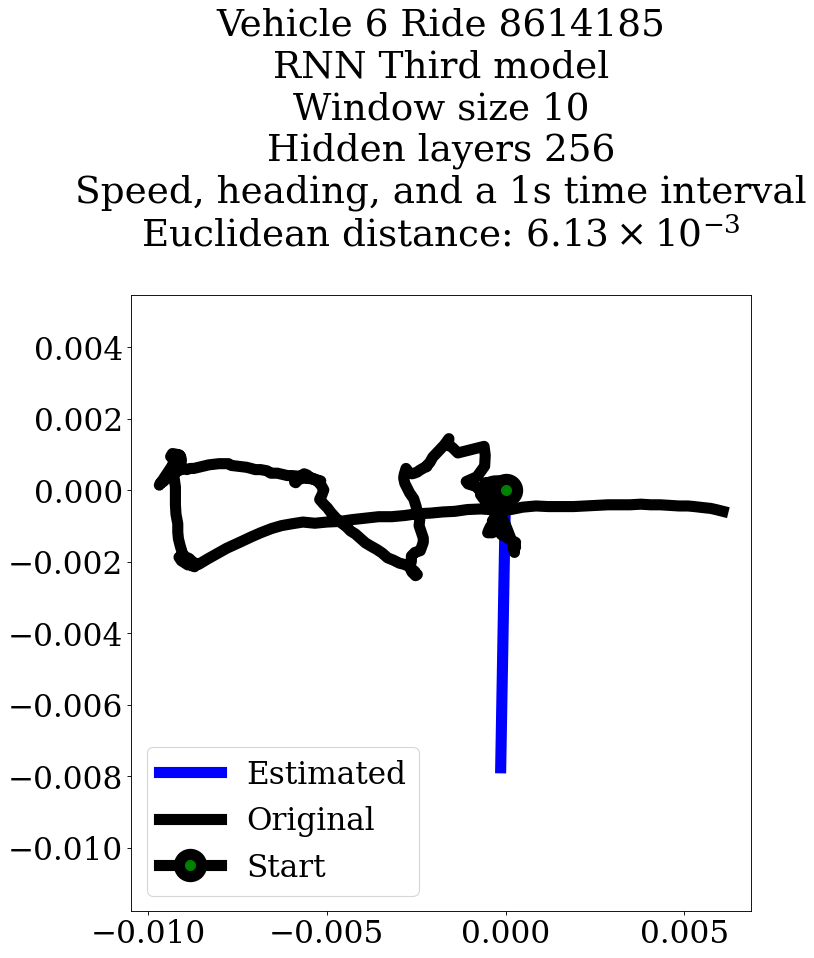 Vehicle 6 Ride 8614185
RNN Third model
Window size 10
Hidden layers 256
Speed, heading, and a 1s time interval
Euclidean distance: 6.13 × 10⁻³
0.004
0.002
0.000
−0.002
−0.004
−0.006
−0.008
−0.010
Estimated
Original
Start
−0.010 −0.005 0.000 0.005